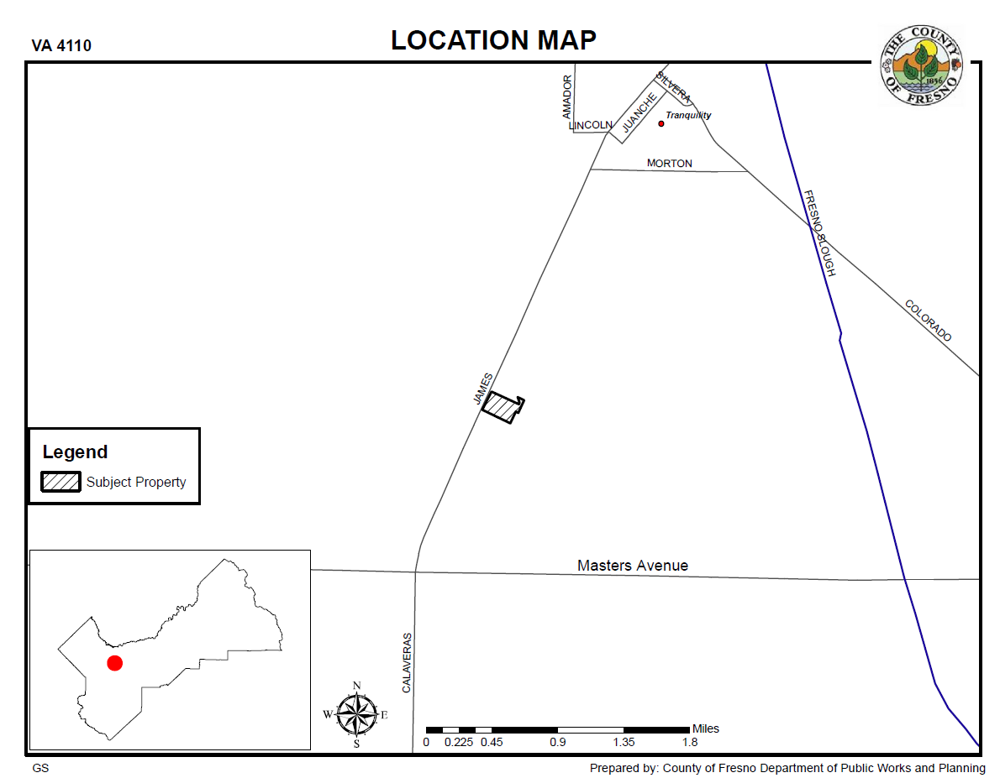 VA 4110
LOCATION MAP
THE COUNTY
OF FRESNO
1856
AMADOR
LINCOLN
JUANCHE
SILVERA
Tranquility
MORTON
FRESNO SLOUGH
COLORADO
JAMES
Legend
Subject Property
Masters Avenue
CALAVERAS
N
W E
S
Miles
0 0.225 0.45 0.9 1.35 1.8
GS
Prepared by: County of Fresno Department of Public Works and Planning